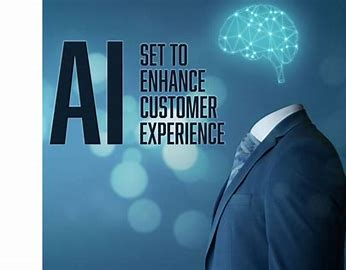 AI
SET TO
ENHANCE
CUSTOMER
EXPERIENCE